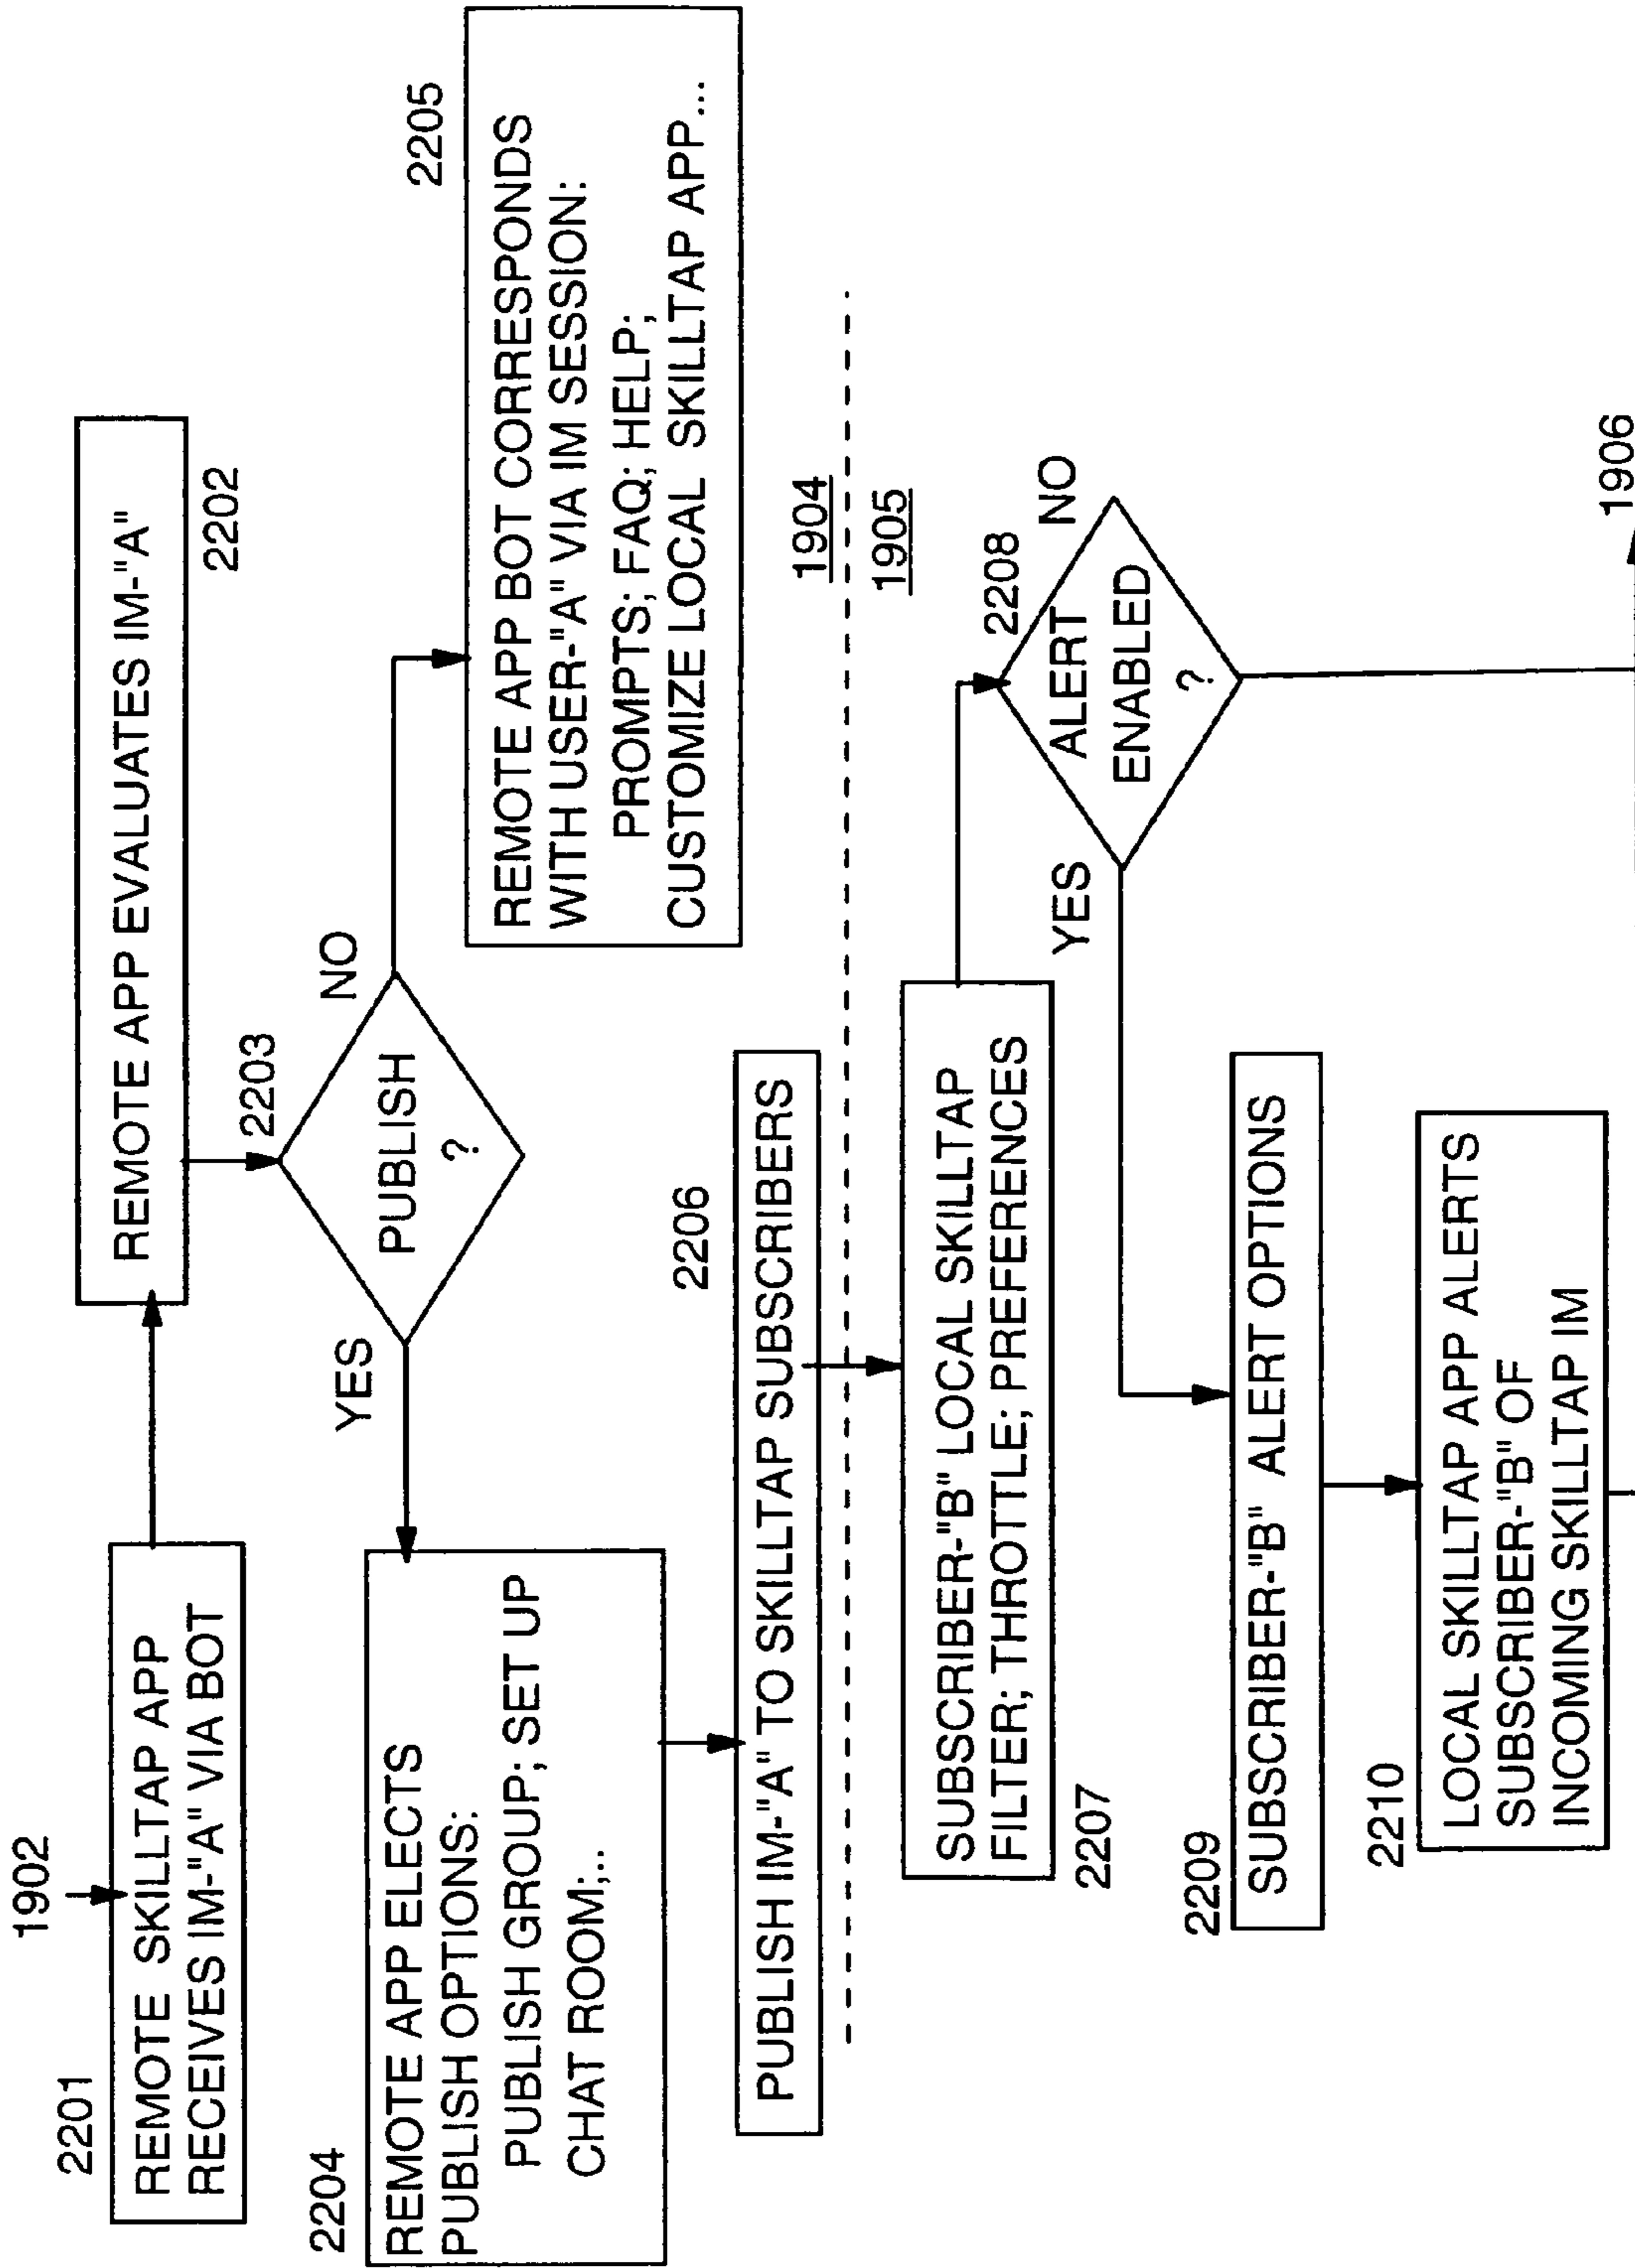 1902
2201
REMOTE SKILLTAP APP
RECEIVES IM-"A" VIA BOT
REMOTE APP EVALUATES IM-"A"
2202
2203
PUBLISH
?
YES
NO
2204
REMOTE APP ELECTS
PUBLISH OPTIONS:
PUBLISH GROUP; SET UP
CHAT ROOM;..
2205
REMOTE APP BOT CORRESPONDS
WITH USER-"A" VIA IM SESSION:
PROMPTS; FAQ; HELP;
CUSTOMIZE LOCAL SKILLTAP APP...
2206
PUBLISH IM-"A" TO SKILLTAP SUBSCRIBERS
1904
1905
SUBSCRIBER-"B" LOCAL SKILLTAP
FILTER; THROTTLE; PREFERENCES
2207
2208
ALERT
ENABLED
?
YES
NO
2209
SUBSCRIBER-"B" ALERT OPTIONS
2210
LOCAL SKILLTAP APP ALERTS
SUBSCRIBER-"B" OF
INCOMING SKILLTAP IM
1906